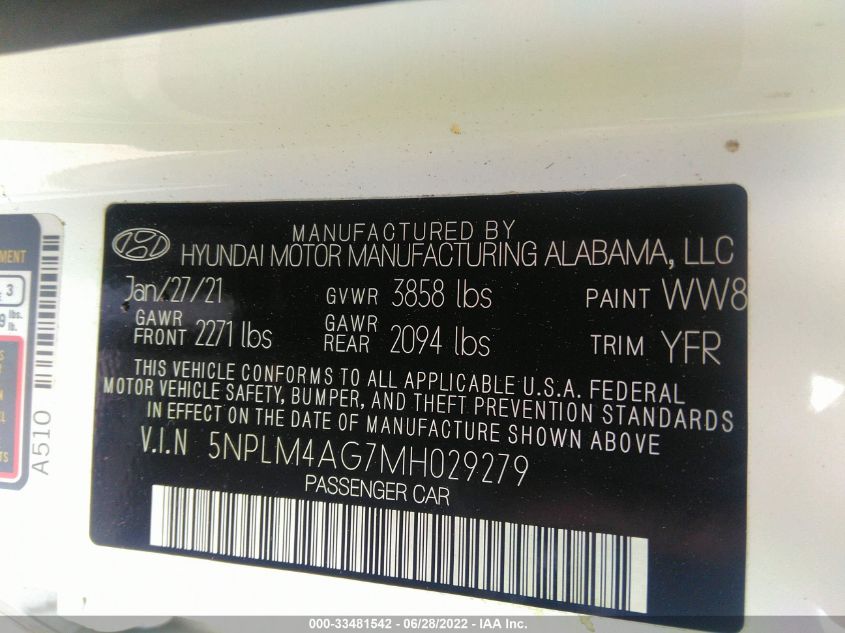 MANUFACTURED BY
HYUNDAI MOTOR MANUFACTURING ALABAMA, LLC
Jan/27/21 GVWR 3858 lbs PAINT WW8
GAWR FRONT 2271 lbs GAWR REAR 2094 lbs TRIM YFR
THIS VEHICLE CONFORMS TO ALL APPLICABLE U.S.A. FEDERAL
MOTOR VEHICLE SAFETY, BUMPER, AND THEFT PREVENTION STANDARDS
IN EFFECT ON THE DATE OF MANUFACTURE SHOWN ABOVE
V.I.N 5NPLM4AG7MH029279
PASSENGER CAR
A510
3
lbs.
lb.
000-33481542 - 06/28/2022 - IAA Inc.